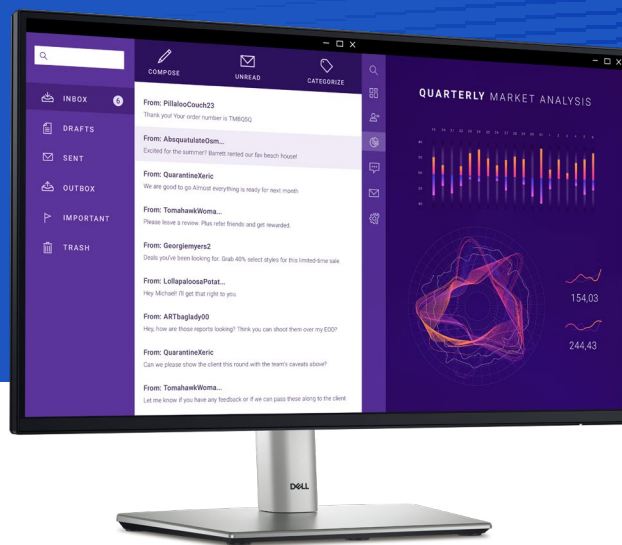 COMPOSE
UNREAD
CATEGORIZE
INBOX 6
DRAFTS
SENT
OUTBOX
IMPORTANT
TRASH
From: PillalooCouch23
Thank you! Your order number is TMBQ5Q
From: AbsquatulateOsm...
Excited for the summer? Barrett rented our fav beach house!
From: QuarantineXeric
We are good to go Almost everything is ready for next month
From: TomahawkWoma...
Please leave a review. Plus refer friends and get rewarded.
From: Georgiemyers2
Deals you've been looking for. Grab 40% select styles for this limited-time sale
From: LollapaloosaPotat...
Hey Michael! I'll get that right to you
From: ARTbaglady00
Hey, how are those reports looking? Think you can shoot them over my EOD?
From: QuarantineXeric
Can we please show the client this round with the team's caveats above?
From: TomahawkWoma...
Let me know if you have any feedback or if we can pass these along to the client
QUARTERLY MARKET ANALYSIS
154,03
244,43
DELL